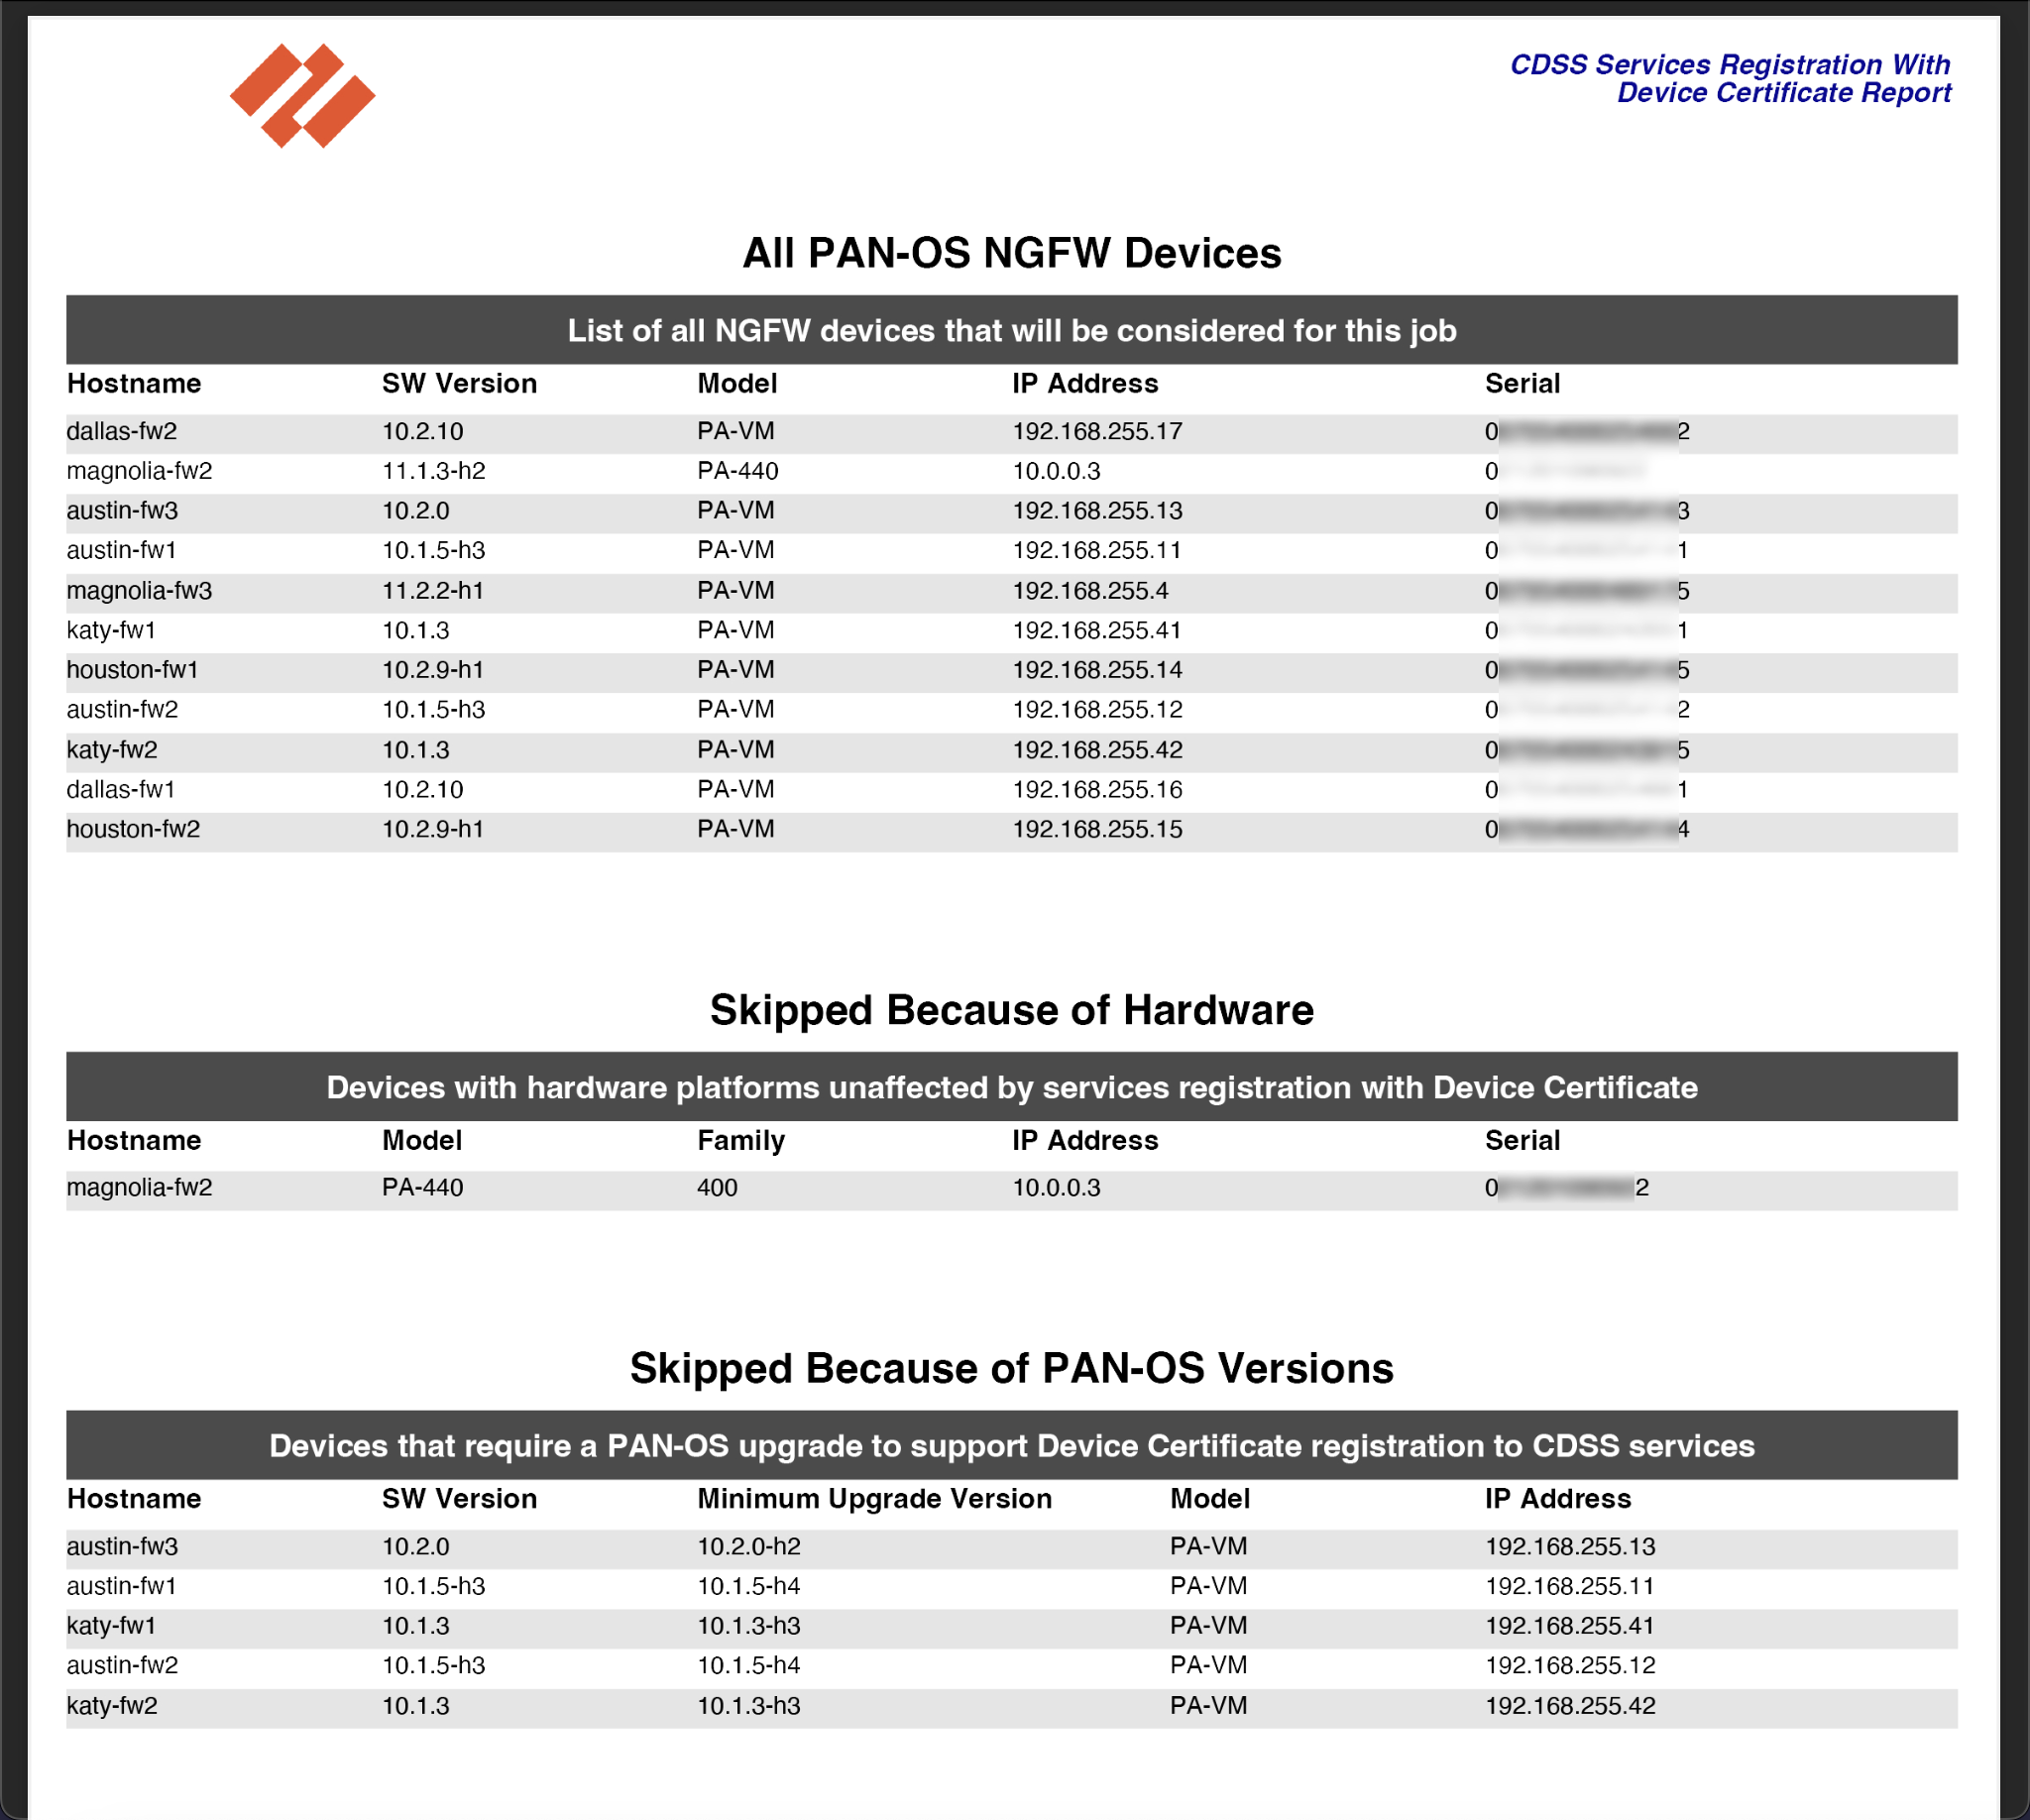 CDSS Services Registration With
Device Certificate Report
All PAN-OS NGFW Devices
List of all NGFW devices that will be considered for this job
Hostname SW Version Model IP Address Serial
dallas-fw2 10.2.10 PA-VM 192.168.255.17 0 2
magnolia-fw2 11.1.3-h2 PA-440 10.0.0.3 0
austin-fw3 10.2.0 PA-VM 192.168.255.13 0 3
austin-fw1 10.1.5-h3 PA-VM 192.168.255.11 0 1
magnolia-fw3 11.2.2-h1 PA-VM 192.168.255.4 0 5
katy-fw1 10.1.3 PA-VM 192.168.255.41 0 1
houston-fw1 10.2.9-h1 PA-VM 192.168.255.14 0 5
austin-fw2 10.1.5-h3 PA-VM 192.168.255.12 0 2
katy-fw2 10.1.3 PA-VM 192.168.255.42 0 5
dallas-fw1 10.2.10 PA-VM 192.168.255.16 0 1
houston-fw2 10.2.9-h1 PA-VM 192.168.255.15 0 4
Skipped Because of Hardware
Devices with hardware platforms unaffected by services registration with Device Certificate
Hostname Model Family IP Address Serial
magnolia-fw2 PA-440 400 10.0.0.3 0 2
Skipped Because of PAN-OS Versions
Devices that require a PAN-OS upgrade to support Device Certificate registration to CDSS services
Hostname SW Version Minimum Upgrade Version Model IP Address
austin-fw3 10.2.0 10.2.0-h2 PA-VM 192.168.255.13
austin-fw1 10.1.5-h3 10.1.5-h4 PA-VM 192.168.255.11
katy-fw1 10.1.3 10.1.3-h3 PA-VM 192.168.255.41
austin-fw2 10.1.5-h3 10.1.5-h4 PA-VM 192.168.255.12
katy-fw2 10.1.3 10.1.3-h3 PA-VM 192.168.255.42